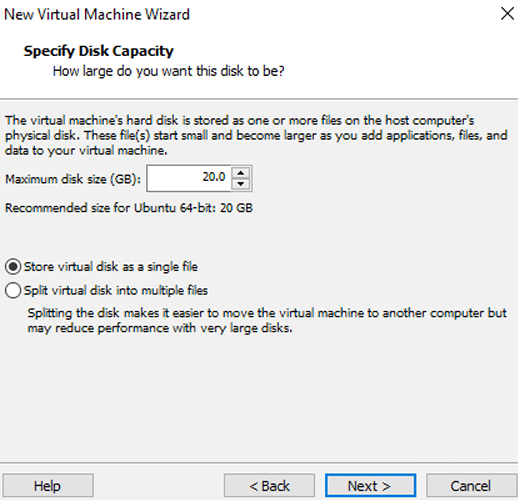 New Virtual Machine Wizard
Specify Disk Capacity
How large do you want this disk to be?
The virtual machine's hard disk is stored as one or more files on the host computer's
physical disk. These file(s) start small and become larger as you add applications, files, and
data to your virtual machine.
Maximum disk size (GB): 20.0
Recommended size for Ubuntu 64-bit: 20 GB
Store virtual disk as a single file
Split virtual disk into multiple files
Splitting the disk makes it easier to move the virtual machine to another computer but
may reduce performance with very large disks.
Help < Back Next > Cancel